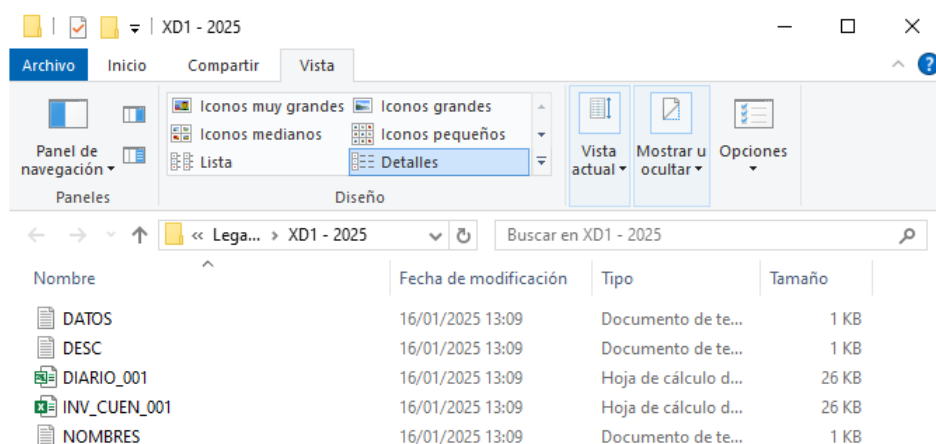 XD1 - 2025
Archivo Inicio Compartir Vista ?
Iconos muy grandes Iconos grandes
Iconos medianos Iconos pequeños
Lista Detalles
Panel de navegación
Vista actual
Mostrar u ocultar
Opciones
Paneles Diseño
« Lega... > XD1 - 2025 Buscar en XD1 - 2025
Nombre Fecha de modificación Tipo Tamaño
DATOS 16/01/2025 13:09 Documento de te... 1 KB
DESC 16/01/2025 13:09 Documento de te... 1 KB
DIARIO_001 16/01/2025 13:09 Hoja de cálculo d... 26 KB
INV_CUEN_001 16/01/2025 13:09 Hoja de cálculo d... 26 KB
NOMBRES 16/01/2025 13:09 Documento de te... 1 KB